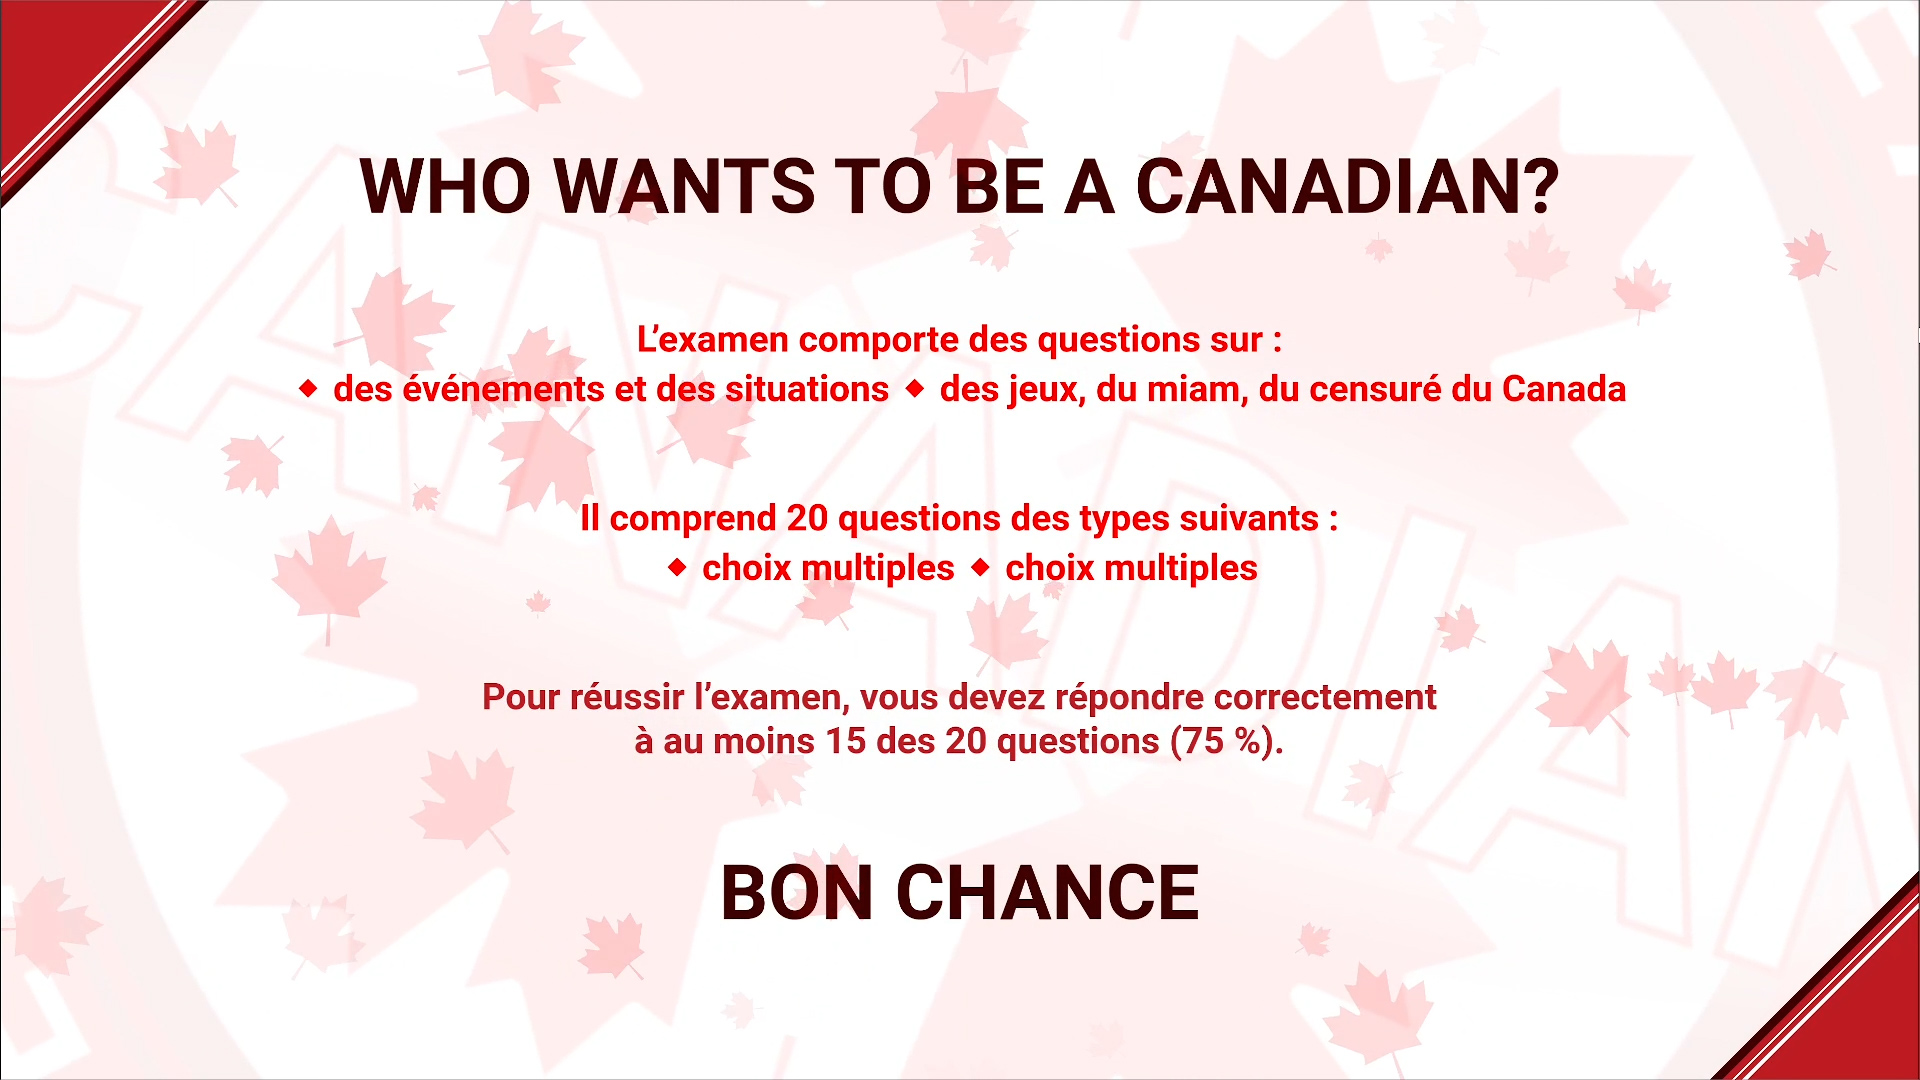 WHO WANTS TO BE A CANADIAN?
L’examen comporte des questions sur :
◆ des événements et des situations ◆ des jeux, du miam, du censuré du Canada
Il comprend 20 questions des types suivants :
◆ choix multiples ◆ choix multiples
Pour réussir l’examen, vous devez répondre correctement
à au moins 15 des 20 questions (75 %).
BON CHANCE
CANADIAN